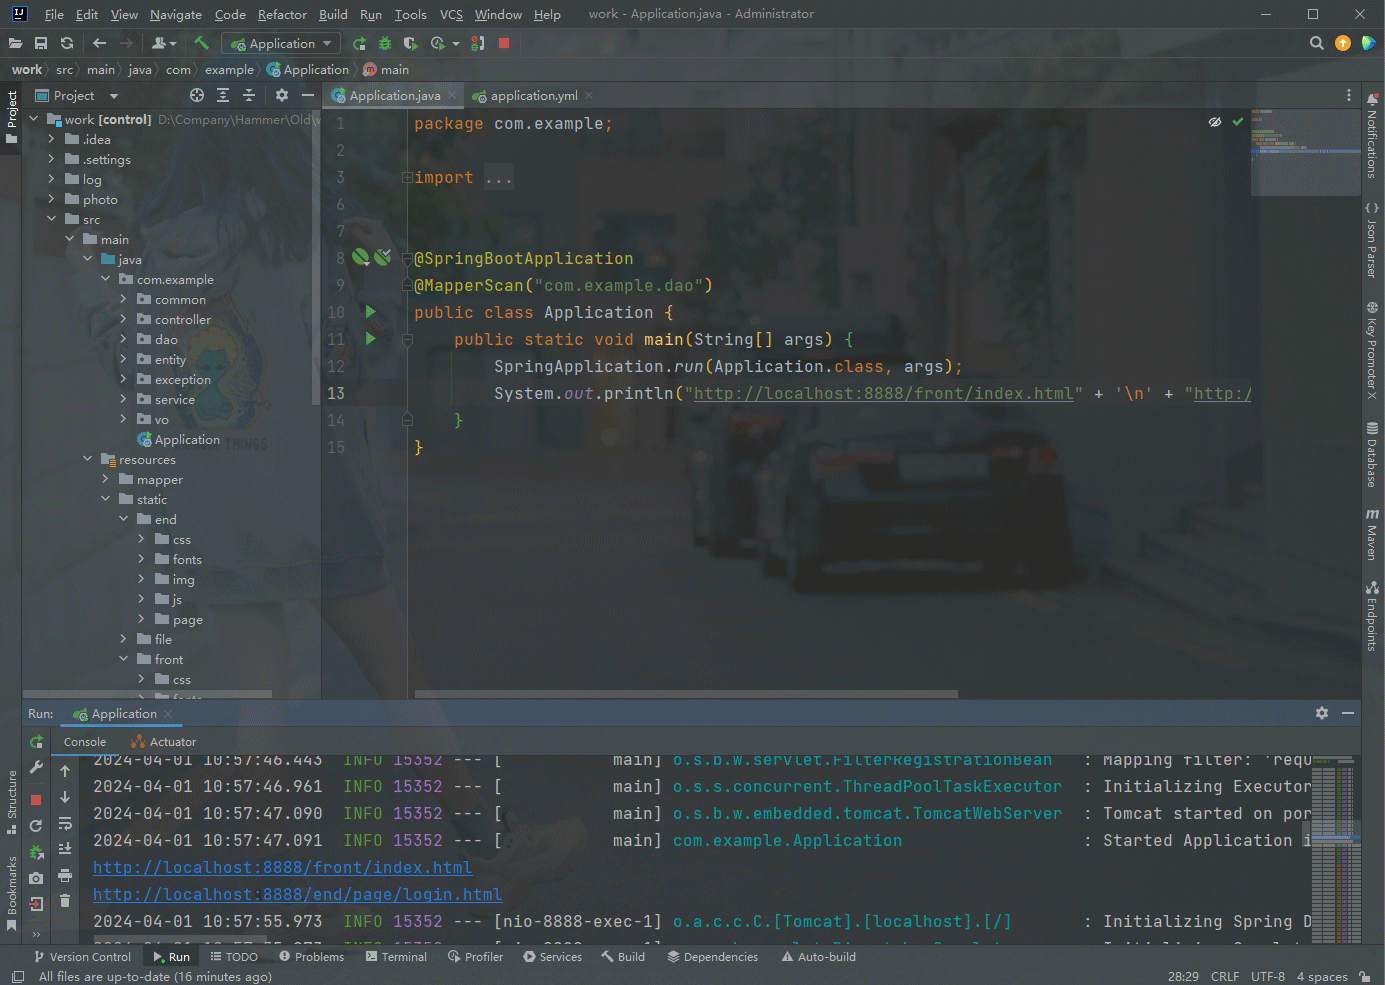 File Edit View Navigate Code Refactor Build Run Tools VCS Window Help work - Application.java - Administrator
Application
work src main java com example Application main
Project
Application.java application.yml
work [control] D:\Company\Hammer\Old\
.idea
.settings
log
photo
src
main
java
com.example
common
controller
dao
entity
exception
service
vo
Application
resources
mapper
static
end
css
fonts
img
js
page
file
front
css
fonts
1 package com.example;
2
3 import ...
6
7
8 @SpringBootApplication
9 @MapperScan("com.example.dao")
10 public class Application {
11 public static void main(String[] args) {
12 SpringApplication.run(Application.class, args);
13 System.out.println("http://localhost:8888/front/index.html" + '\n' + "http:/
14 }
15 }
Project
Structure
Bookmarks
Notifications
Json Parser
Key Promoter X
Database
Maven
Endpoints
Run: Application
Console Actuator
2024-04-01 10:57:46.443 INFO 15352 --- [ main] o.s.b.w.servlet.FilterRegistrationBean : Mapping filter: 'requ
2024-04-01 10:57:46.961 INFO 15352 --- [ main] o.s.s.concurrent.ThreadPoolTaskExecutor : Initializing Executor
2024-04-01 10:57:47.090 INFO 15352 --- [ main] o.s.b.w.embedded.tomcat.TomcatWebServer : Tomcat started on por
2024-04-01 10:57:47.091 INFO 15352 --- [ main] com.example.Application : Started Application i
http://localhost:8888/front/index.html
http://localhost:8888/end/page/login.html
2024-04-01 10:57:55.973 INFO 15352 --- [nio-8888-exec-1] o.a.c.c.C.[Tomcat].[localhost].[/] : Initializing Spring D
Version Control Run TODO Problems Terminal Profiler Services Build Dependencies Auto-build
All files are up-to-date (16 minutes ago) 28:29 CRLF UTF-8 4 spaces